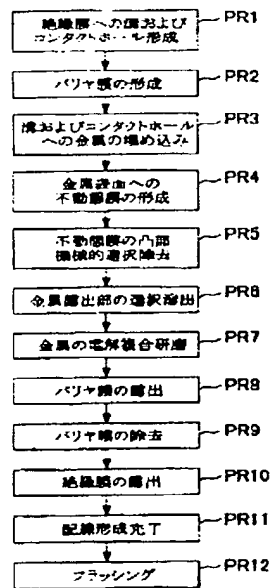 絶縁膜への溝および
コンタクトホール形成
PR1
バリヤ膜の形成
PR2
溝およびコンタクトホール
への金属の埋め込み
PR3
金属表面への
不動態膜の形成
PR4
不動態膜の凸部
機械的選択除去
PR5
金属露出部の選択溶出
PR6
金属の電解複合研磨
PR7
バリヤ膜の露出
PR8
バリヤ膜の除去
PR9
絶縁膜の露出
PR10
配線形成完了
PR11
フラッシング
PR12